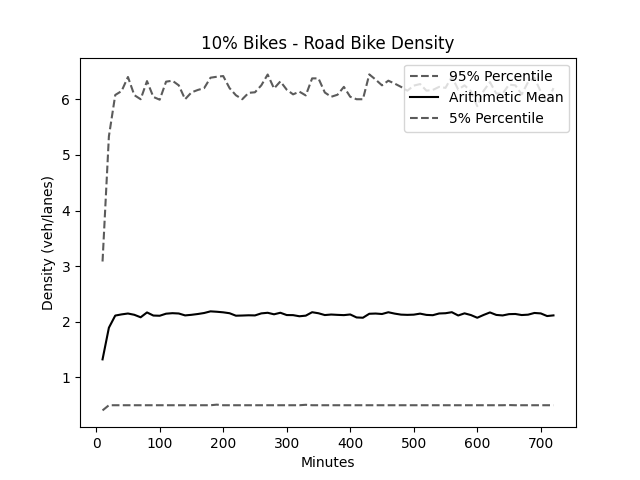 10% Bikes - Road Bike Density
95% Percentile
Arithmetic Mean
5% Percentile
Density (veh/lanes)
6
5
4
3
2
1
0 100 200 300 400 500 600 700
Minutes